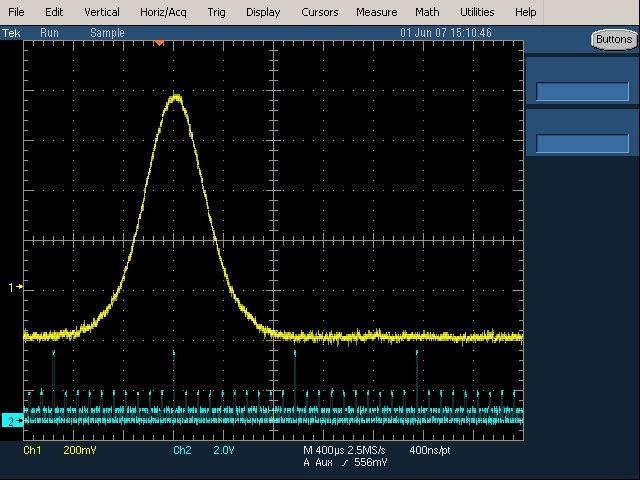 File Edit Vertical Horiz/Acq Trig Display Cursors Measure Math Utilities Help
Tek Run Sample 01 Jun 07 15:10:46 Buttons
1
2
Ch1 200mV Ch2 2.0V M 400µs 2.5MS/s 400ns/pt
A Aux ⁄ 556mV